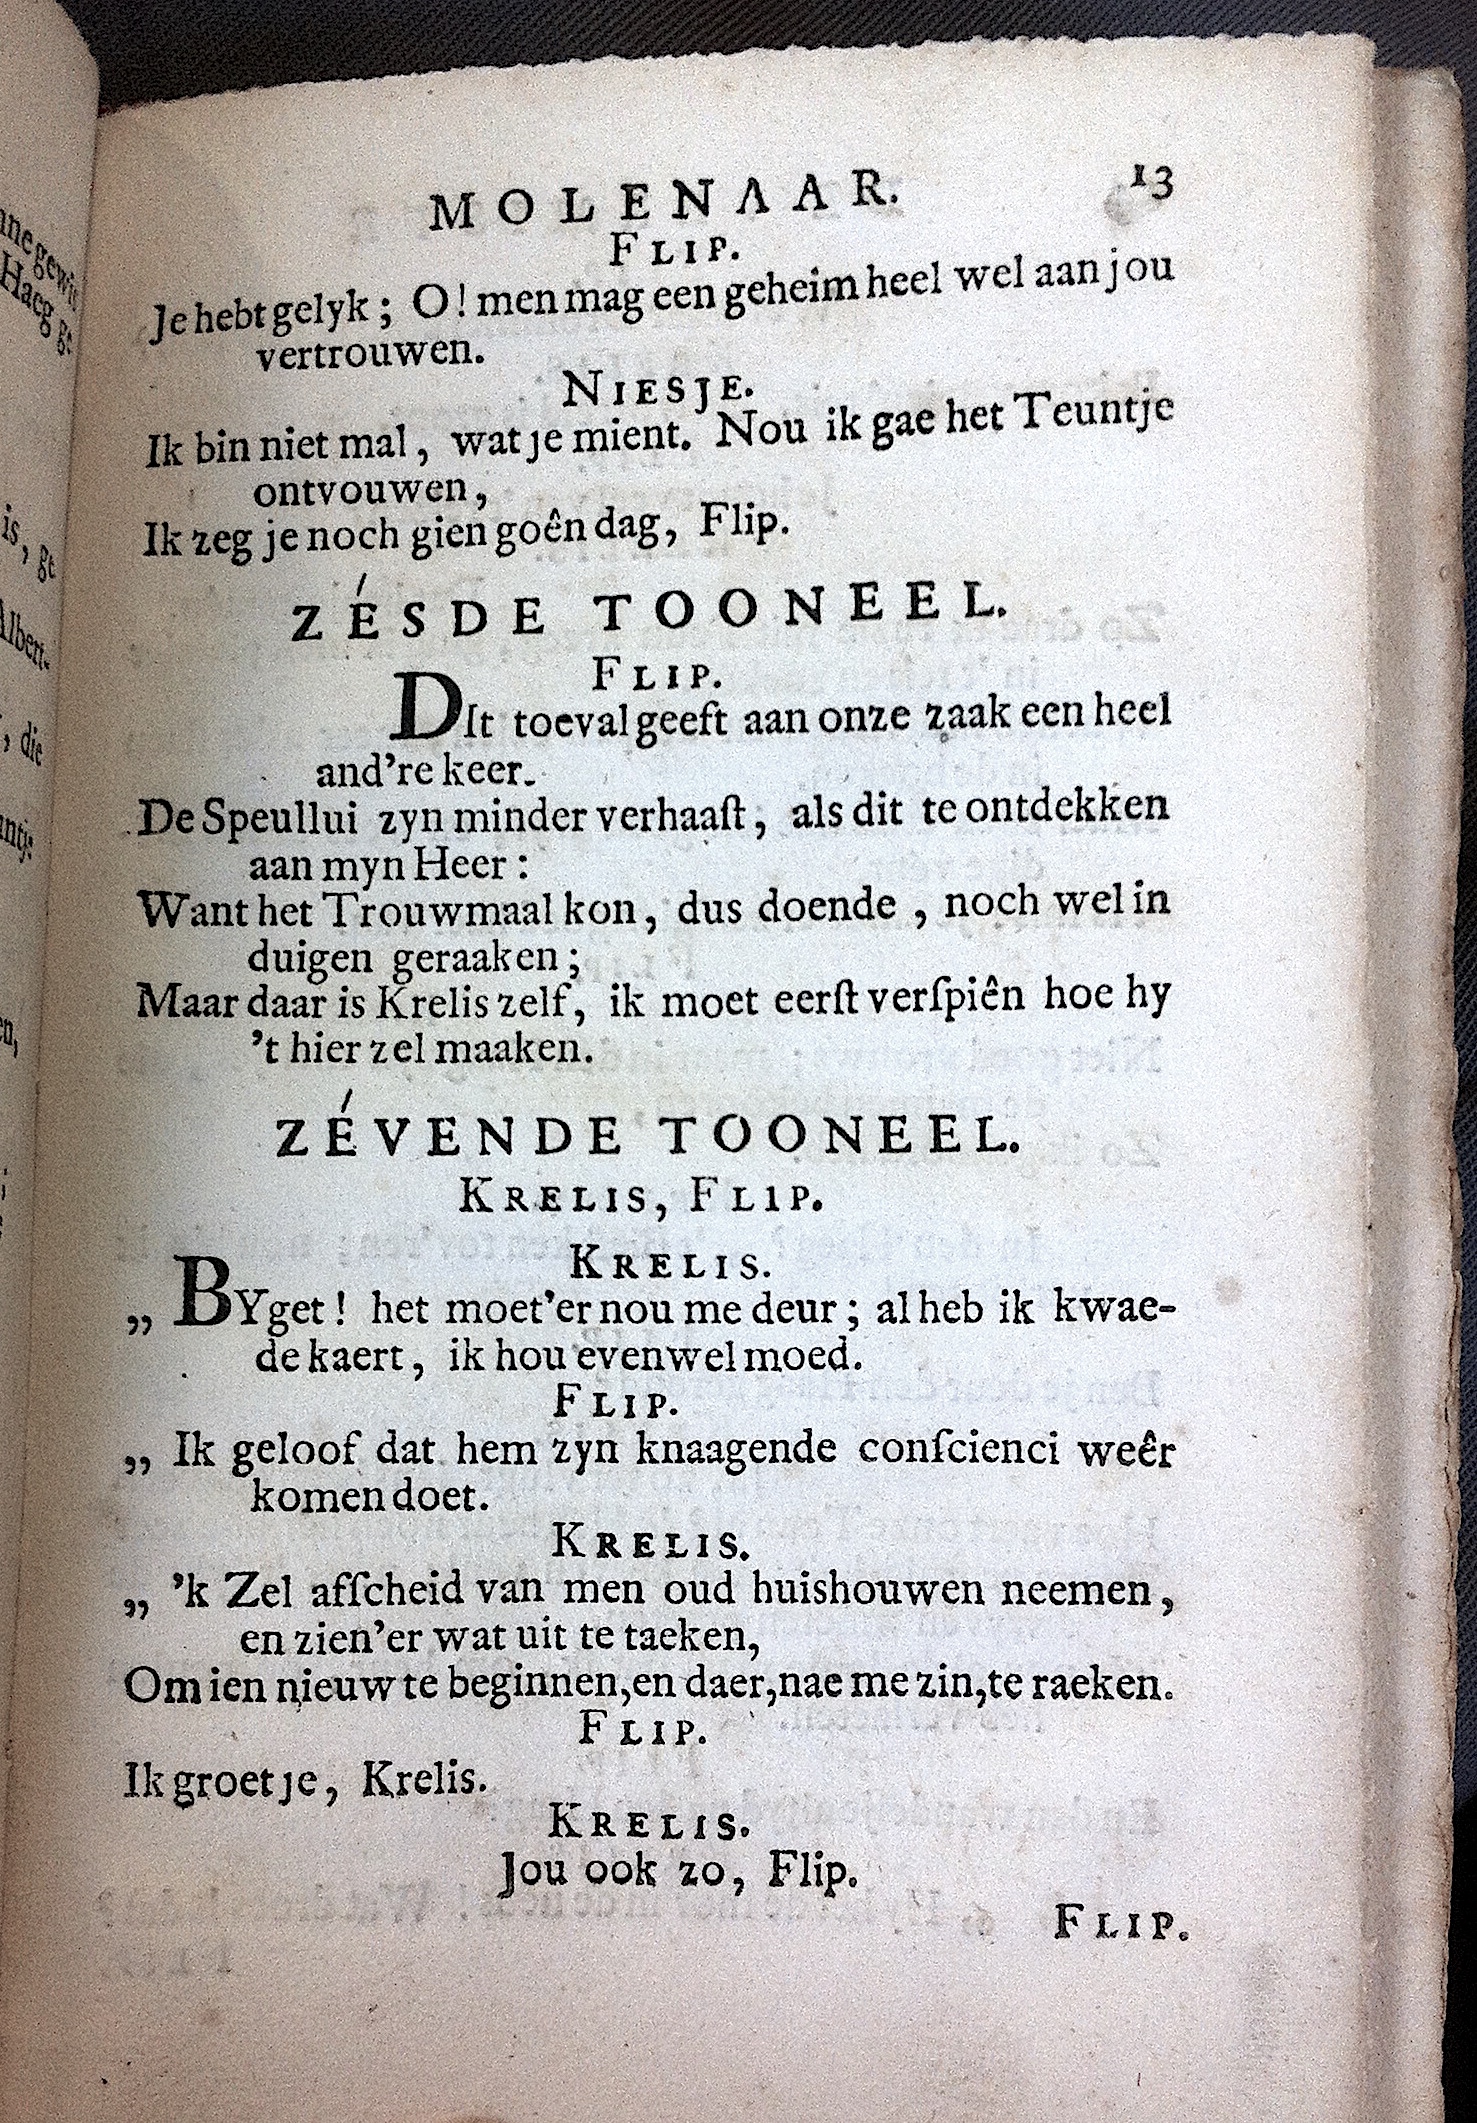 MOLENAAR. 13
FLIP.
Je hebt gelyk; O! men mag een geheim heel wel aan jou
vertrouwen.
NIESJE.
Ik bin niet mal, wat je mient. Nou ik gae het Teuntje
ontvouwen,
Ik zeg je noch gien goên dag, Flip.
ZÉSDE TOONEEL.
FLIP.
DIt toeval geeft aan onze zaak een heel
and're keer.
De Speullui zyn minder verhaaſt, als dit te ontdekken
aan myn Heer:
Want het Trouwmaal kon, dus doende, noch wel in
duigen geraaken;
Maar daar is Krelis zelf, ik moet eerſt verſpiên hoe hy
't hier zel maaken.
ZÉVENDE TOONEEL.
KRELIS, FLIP.
KRELIS.
„ BYget! het moet'er nou me deur; al heb ik kwae-
de kaert, ik hou evenwel moed.
FLIP.
„ Ik geloof dat hem zyn knaagende conſcienci weêr
komen doet.
KRELIS.
„ 'k Zel afſcheid van men oud huishouwen neemen,
en zien'er wat uit te taeken,
Om ien nieuw te beginnen, en daer, nae me zin, te raeken.
FLIP.
Ik groet je, Krelis.
KRELIS.
Jou ook zo, Flip.
FLIP.